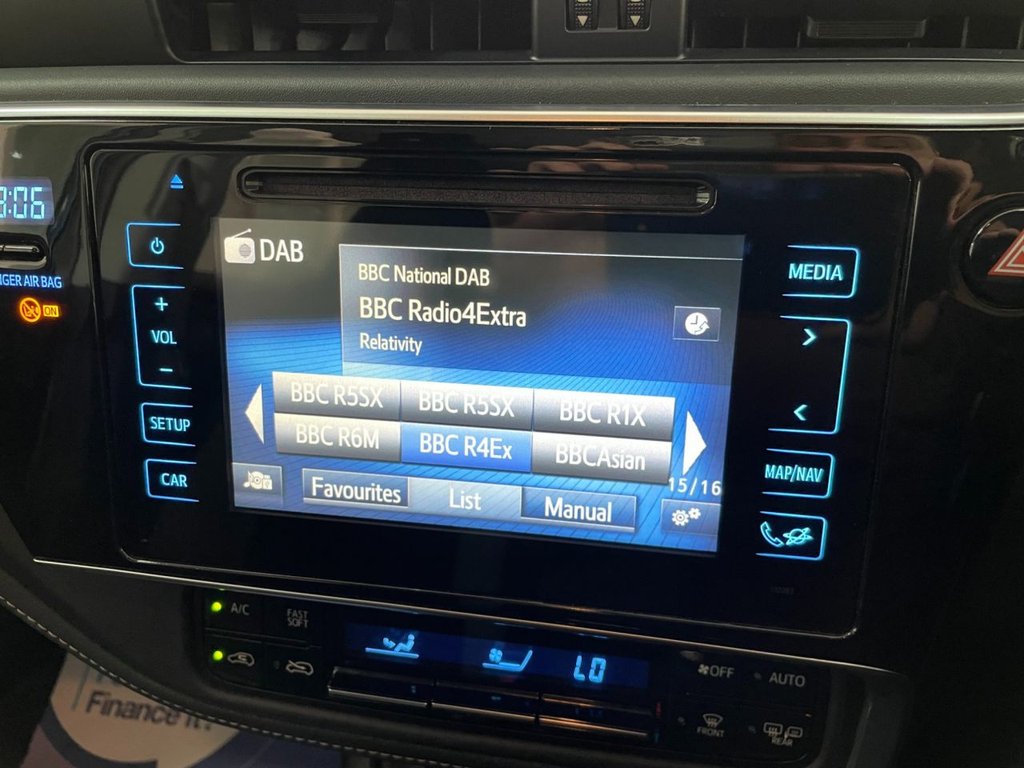 DAB
BBC National DAB
BBC Radio4Extra
Relativity
BBC R5SX BBC R5SX BBC R1X
BBC R6M BBC R4Ex BBCAsian
15/16
Favourites List Manual
VOL
SETUP
CAR
MEDIA
MAP/NAV
:06
AIR BAG
ON
A/C
FAST
SOFT
LO
OFF
AUTO
FRONT
REAR
Finance it!